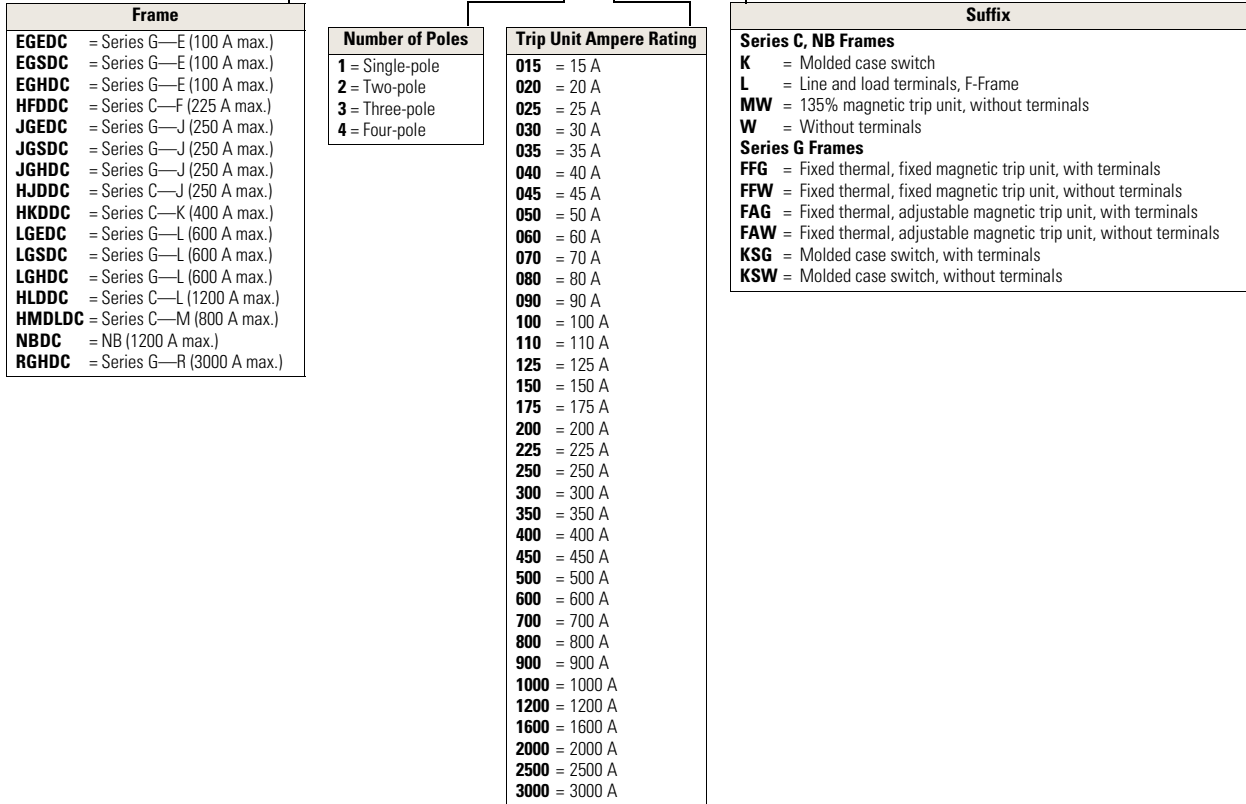 Frame
EGEDC = Series G—E (100 A max.)
EGSDC = Series G—E (100 A max.)
EGHDC = Series G—E (100 A max.)
HFDDC = Series C—F (225 A max.)
JGEDC = Series G—J (250 A max.)
JGSDC = Series G—J (250 A max.)
JGHDC = Series G—J (250 A max.)
HJDDC = Series C—J (250 A max.)
HKDDC = Series C—K (400 A max.)
LGEDC = Series G—L (600 A max.)
LGSDC = Series G—L (600 A max.)
LGHDC = Series G—L (600 A max.)
HLDDC = Series C—L (1200 A max.)
HMDLDC = Series C—M (800 A max.)
NBDC = NB (1200 A max.)
RGHDC = Series G—R (3000 A max.)
Number of Poles
1 = Single-pole
2 = Two-pole
3 = Three-pole
4 = Four-pole
Trip Unit Ampere Rating
015 = 15 A
020 = 20 A
025 = 25 A
030 = 30 A
035 = 35 A
040 = 40 A
045 = 45 A
050 = 50 A
060 = 60 A
070 = 70 A
080 = 80 A
090 = 90 A
100 = 100 A
110 = 110 A
125 = 125 A
150 = 150 A
175 = 175 A
200 = 200 A
225 = 225 A
250 = 250 A
300 = 300 A
350 = 350 A
400 = 400 A
450 = 450 A
500 = 500 A
600 = 600 A
700 = 700 A
800 = 800 A
900 = 900 A
1000 = 1000 A
1200 = 1200 A
1600 = 1600 A
2000 = 2000 A
2500 = 2500 A
3000 = 3000 A
Suffix
Series C, NB Frames
K = Molded case switch
L = Line and load terminals, F-Frame
MW = 135% magnetic trip unit, without terminals
W = Without terminals
Series G Frames
FFG = Fixed thermal, fixed magnetic trip unit, with terminals
FFW = Fixed thermal, fixed magnetic trip unit, without terminals
FAG = Fixed thermal, adjustable magnetic trip unit, with terminals
FAW = Fixed thermal, adjustable magnetic trip unit, without terminals
KSG = Molded case switch, with terminals
KSW = Molded case switch, without terminals